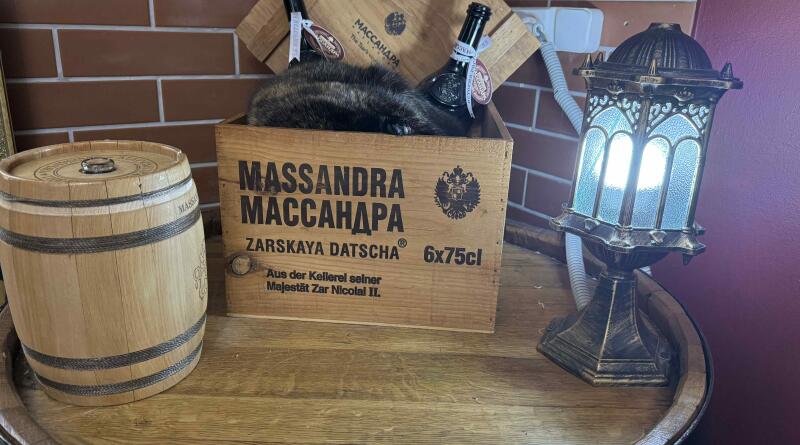 МАССАНДРА
MASSANDRA
МАССАНДРА
ZARSKAYA DATSCHA®
6x75cl
Aus der Kellerei seiner
Majestät Zar Nicolai II.